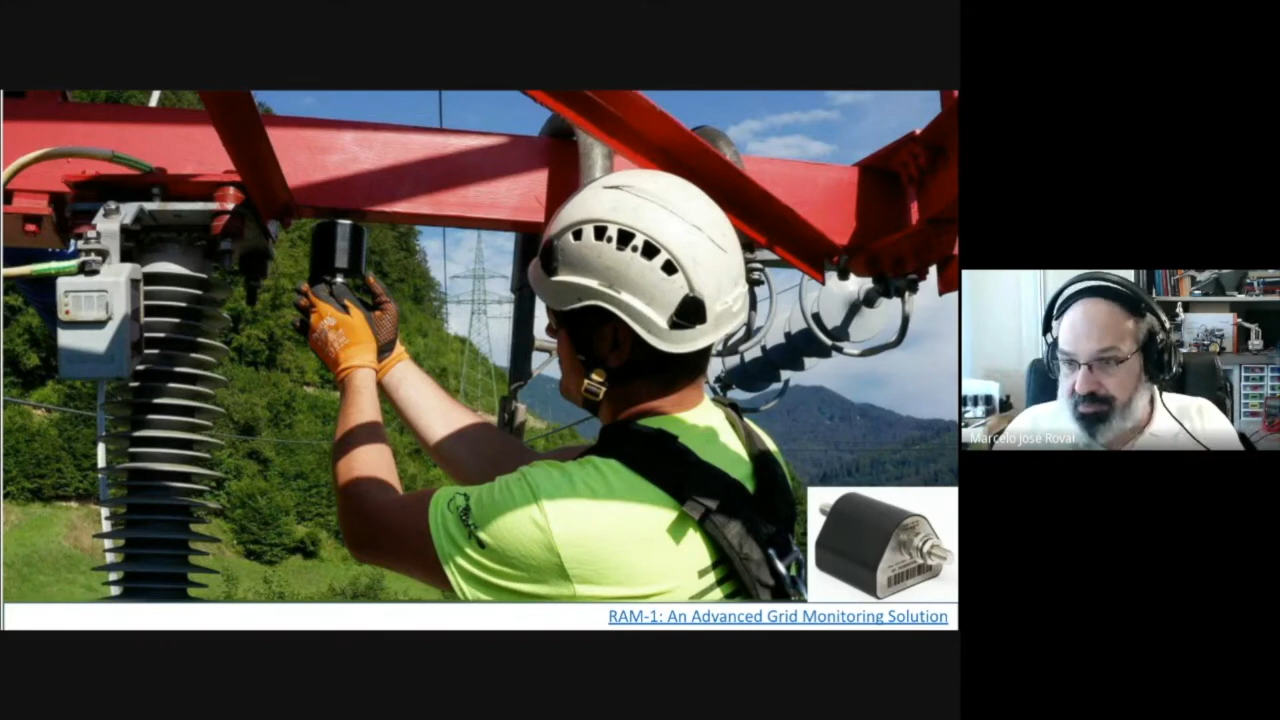 RAM-1: An Advanced Grid Monitoring Solution
Marcelo José Rovai